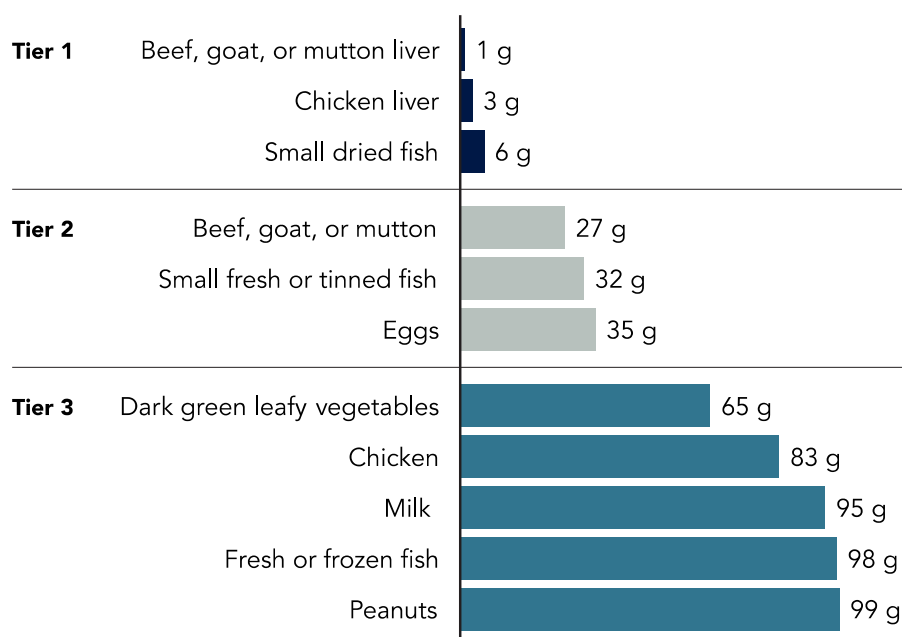 Tier 1 Beef, goat, or mutton liver 1 g
Chicken liver 3 g
Small dried fish 6 g
Tier 2 Beef, goat, or mutton 27 g
Small fresh or tinned fish 32 g
Eggs 35 g
Tier 3 Dark green leafy vegetables 65 g
Chicken 83 g
Milk 95 g
Fresh or frozen fish 98 g
Peanuts 99 g